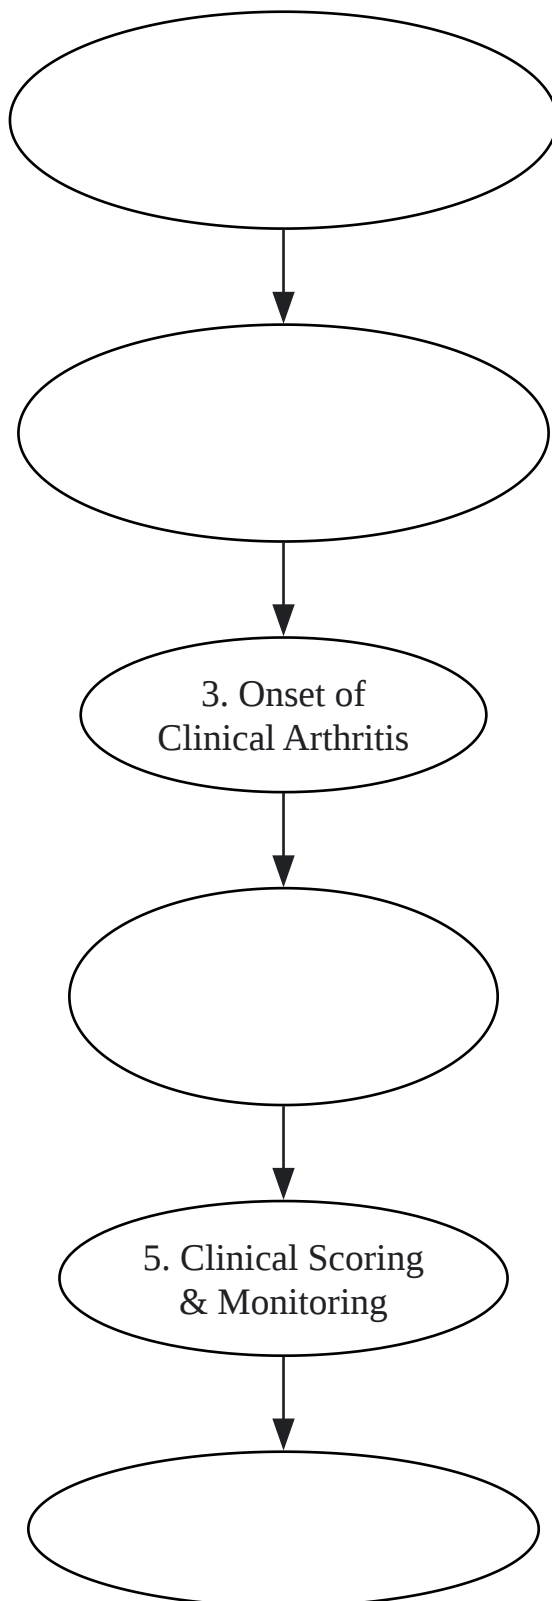 3. Onset of
Clinical Arthritis
5. Clinical Scoring
& Monitoring